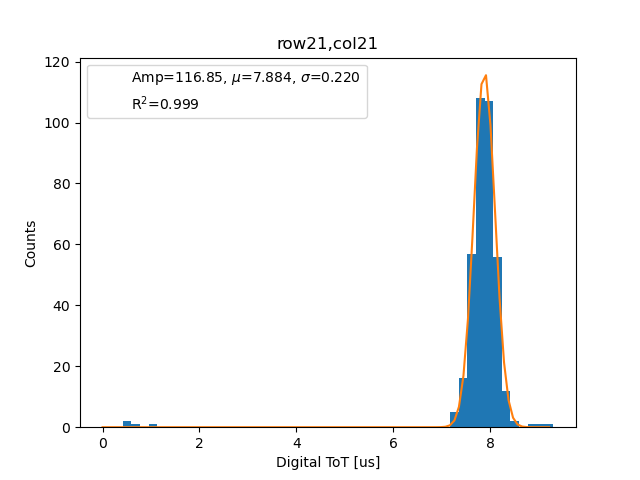 row21,col21
Amp=116.85, μ=7.884, σ=0.220
R²=0.999
120
100
80
60
40
20
0
Counts
0 2 4 6 8
Digital ToT [us]